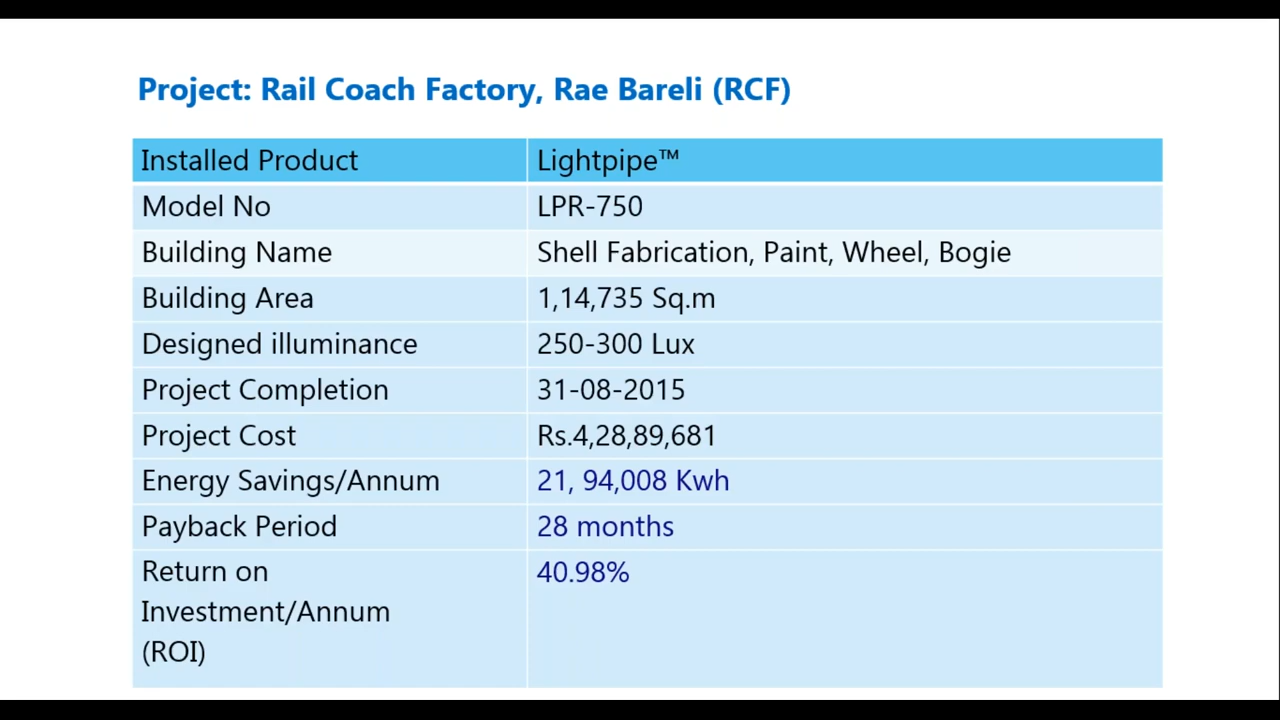 Project: Rail Coach Factory, Rae Bareli (RCF)
Installed Product Lightpipe™
Model No LPR-750
Building Name Shell Fabrication, Paint, Wheel, Bogie
Building Area 1,14,735 Sq.m
Designed illuminance 250-300 Lux
Project Completion 31-08-2015
Project Cost Rs.4,28,89,681
Energy Savings/Annum 21, 94,008 Kwh
Payback Period 28 months
Return on 40.98%
Investment/Annum
(ROI)